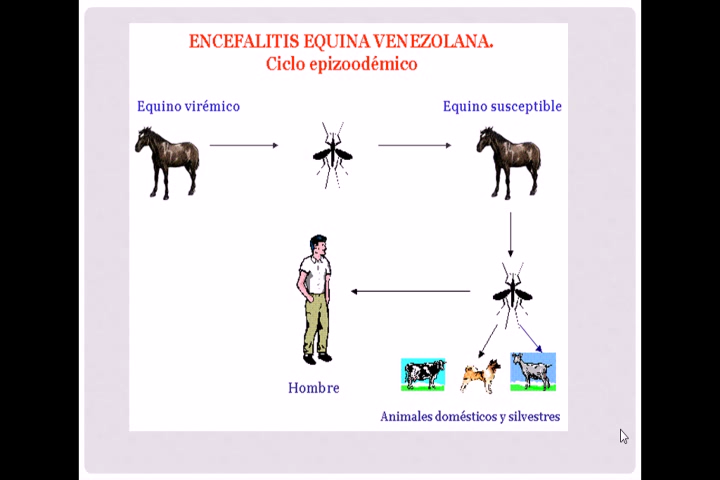 ENCEFALITIS EQUINA VENEZOLANA.
Ciclo epizoodémico
Equino virémico
Equino susceptible
Hombre
Animales domésticos y silvestres